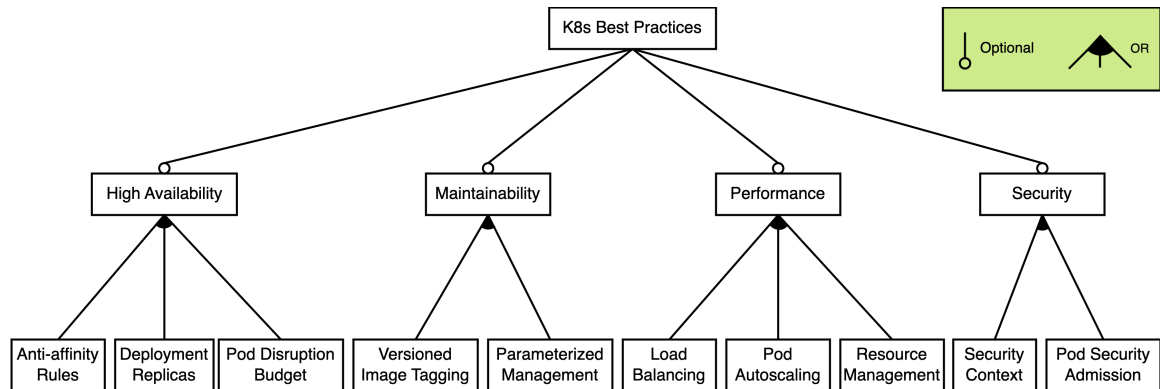 K8s Best Practices
Optional
OR
High Availability
Maintainability
Performance
Security
Anti-affinity
Rules
Deployment
Replicas
Pod Disruption
Budget
Versioned
Image Tagging
Parameterized
Management
Load
Balancing
Pod
Autoscaling
Resource
Management
Security
Context
Pod Security
Admission